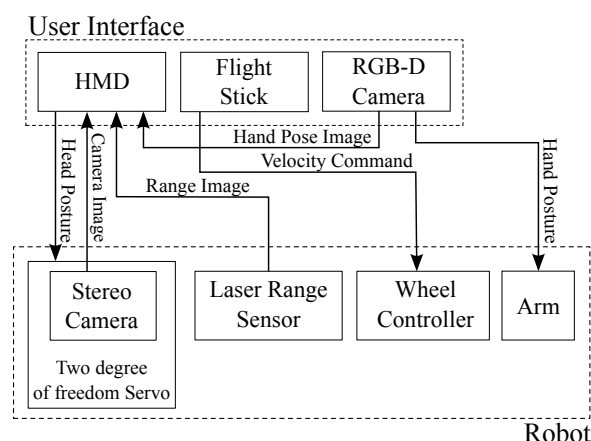 User Interface
HMD
Flight
Stick
RGB-D
Camera
Hand Pose Image
Velocity Command
Range Image
Head Posture
Camera Image
Hand Posture
Stereo
Camera
Laser Range
Sensor
Wheel
Controller
Arm
Two degree
of freedom Servo
Robot